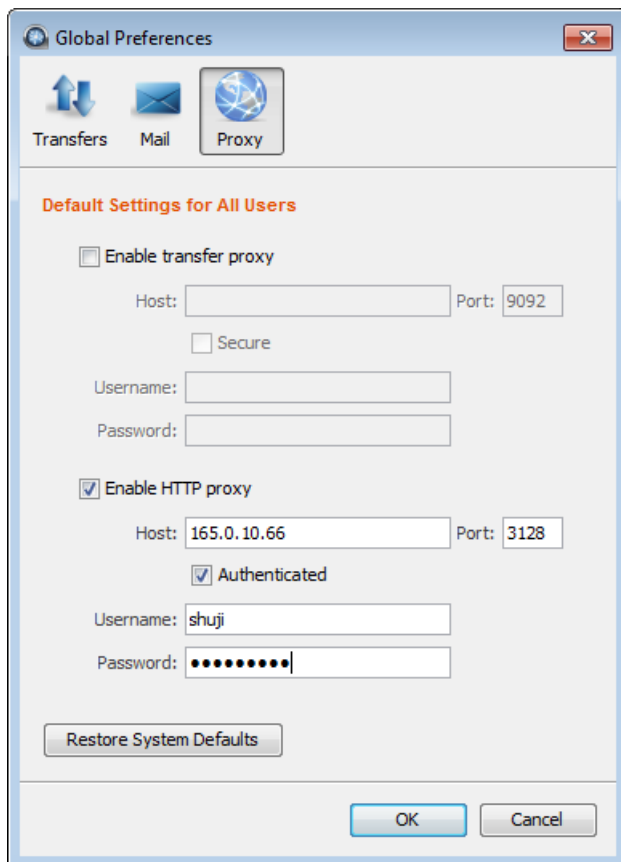 Global Preferences
Transfers Mail Proxy
Default Settings for All Users
Enable transfer proxy
Host: Port: 9092
Secure
Username:
Password:
Enable HTTP proxy
Host: 165.0.10.66 Port: 3128
Authenticated
Username: shuji
Password: •••••••••
Restore System Defaults
OK Cancel